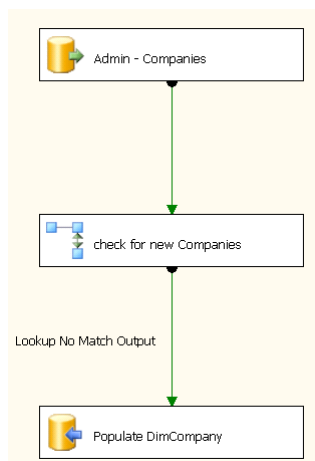 Admin - Companies
check for new Companies
Lookup No Match Output
Populate DimCompany